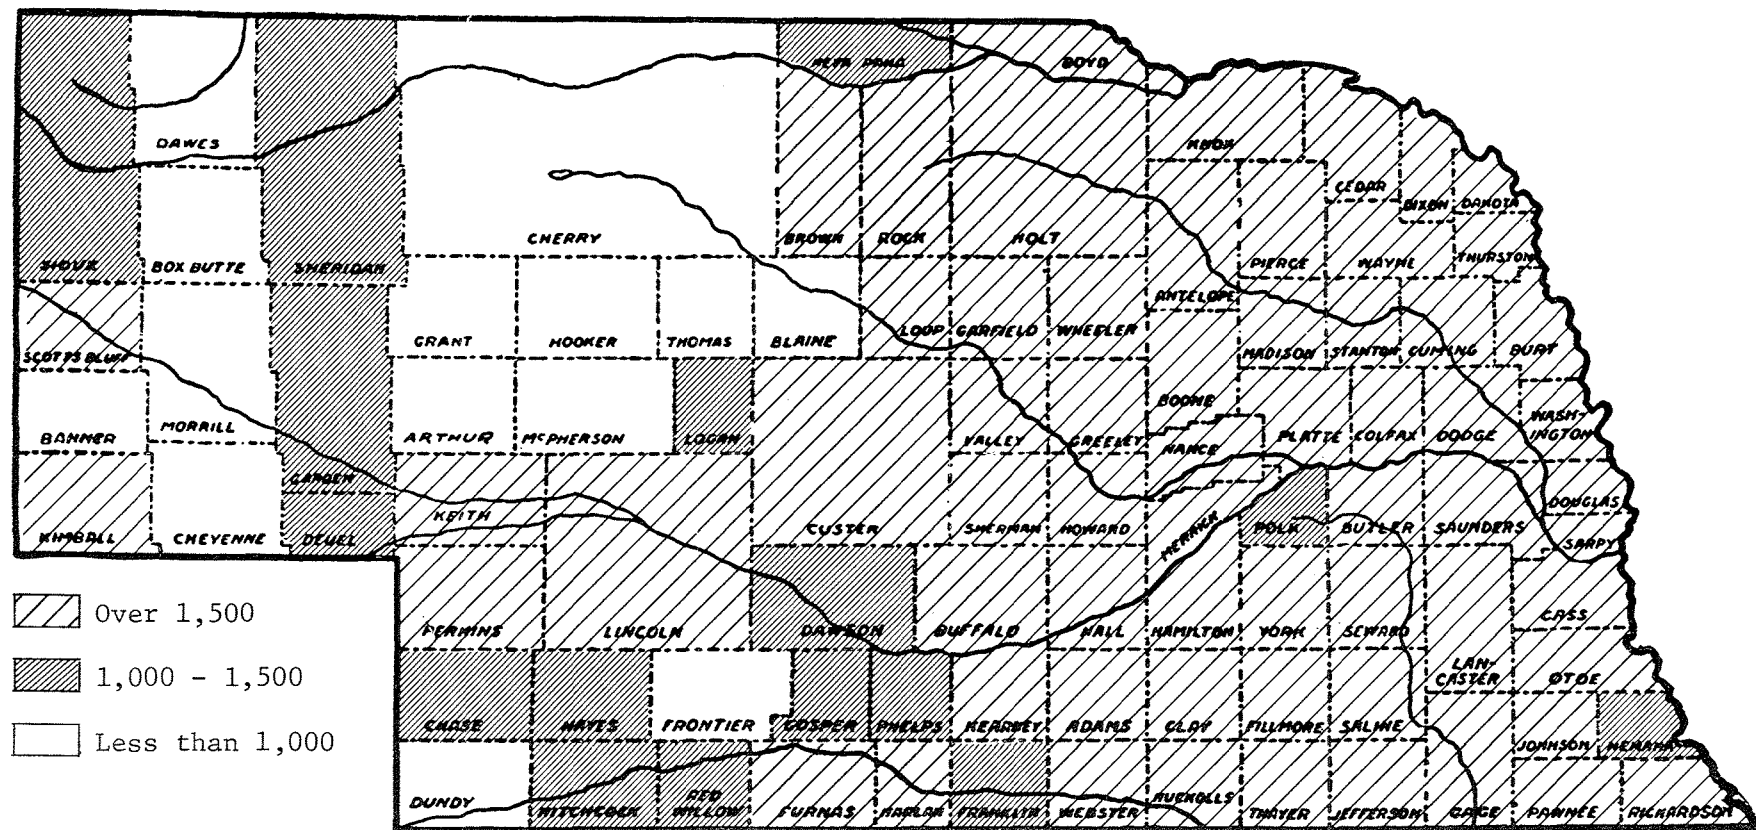 KEYA PAHA
BOYD
DAWES
KNOX
CEDAR
DIXON
DAKOTA
CHERRY
BROWN
ROCK
HOLT
SIOUX
BOX BUTTE
SHERIDAN
PIERCE
WAYNE
THURSTON
ANTELOPE
GRANT
HOOKER
THOMAS
BLAINE
LOUP
GARFIELD
WHEELER
SCOTTS BLUFF
MADISON
STANTON
CUMING
BURT
BOONE
WASH-
INGTON
BANNER
MORRILL
ARTHUR
McPHERSON
LOGAN
VALLEY
GREELEY
NANCE
PLATTE
COLFAX
DODGE
GARDEN
KEITH
DOUGLAS
KIMBALL
CHEYENNE
DEUEL
CUSTER
SHERMAN
HOWARD
MERRICK
POLK
BUTLER
SAUNDERS
SARPY
Over 1,500
CASS
PERKINS
LINCOLN
DAWSON
BUFFALO
HALL
HAMILTON
YORK
SEWARD
1,000 - 1,500
LAN-
CASTER
OTOE
CHASE
HAYES
FRONTIER
GOSPER
PHELPS
KEARNEY
ADAMS
CLAY
FILLMORE
SALINE
Less than 1,000
JOHNSON
NEMAHA
DUNDY
HITCHCOCK
RED
WILLOW
FURNAS
HARLAN
FRANKLIN
WEBSTER
NUCKOLLS
THAYER
JEFFERSON
GAGE
PAWNEE
RICHARDSON